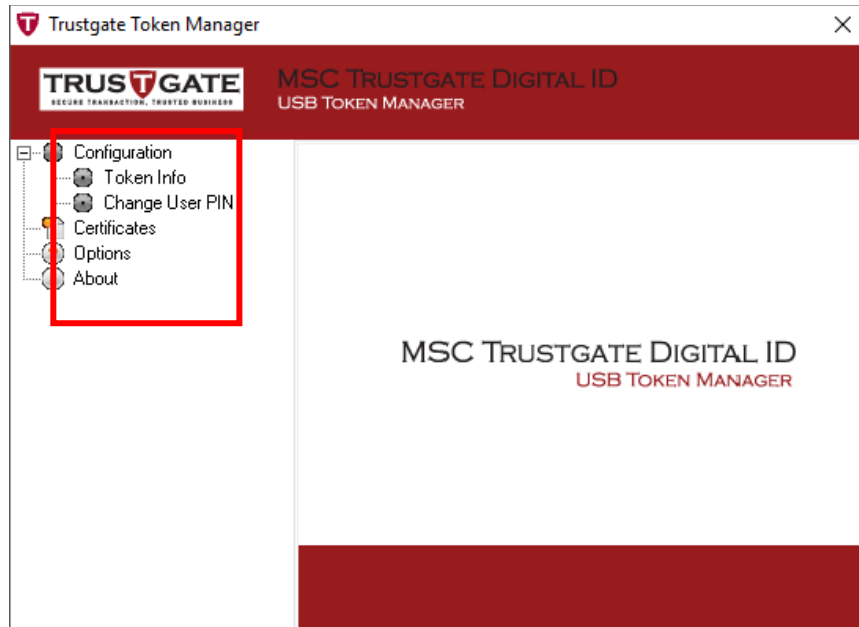 Trustgate Token Manager
TRUSTGATE
SECURE TRANSACTION, TRUSTED BUSINESS
MSC TRUSTGATE DIGITAL ID
USB TOKEN MANAGER
Configuration
Token Info
Change User PIN
Certificates
Options
About
MSC TRUSTGATE DIGITAL ID
USB TOKEN MANAGER